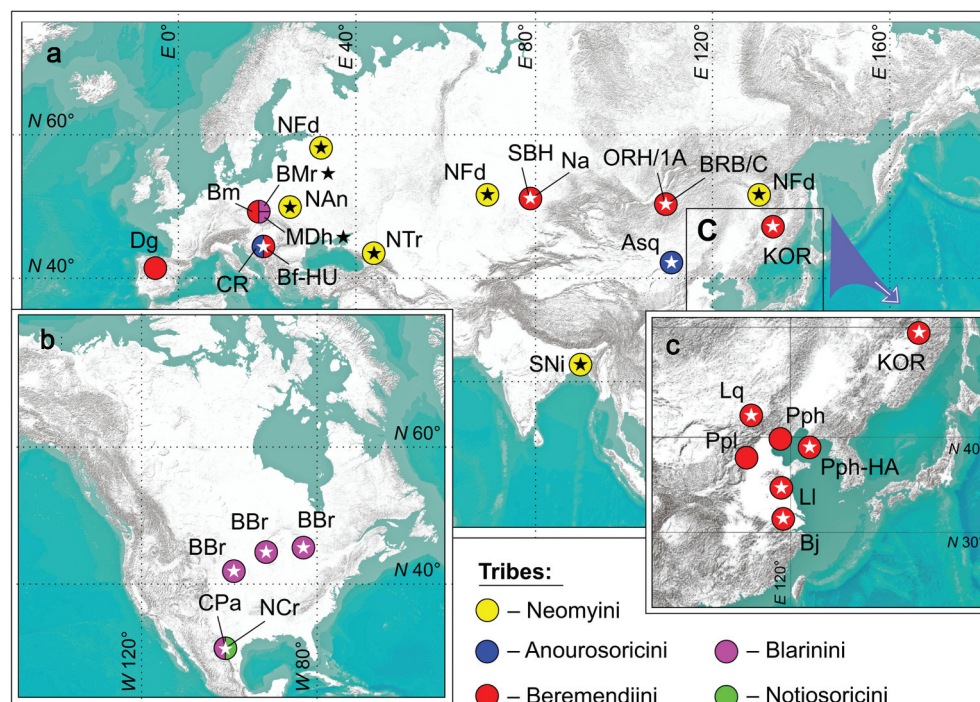 a
E 0°
E 40°
E 80°
E 120°
E 160°
N 60°
NFd
BMr
Bm
NAn
MDh
NTr
Dg
CR
Bf-HU
N 40°
NFd
SBH
Na
ORH/1A
BRB/C
NFd
Asq
C
KOR
SNi
b
N 60°
BBr
BBr
BBr
N 40°
CPa
NCr
W 120°
W 80°
c
KOR
Lq
Pph
Ppl
Pph-HA
N 40°
Ll
Bj
N 30°
E 120°
Tribes:
– Neomyini
– Anourosoricini
– Blarinini
– Beremendiini
– Notiosoricini